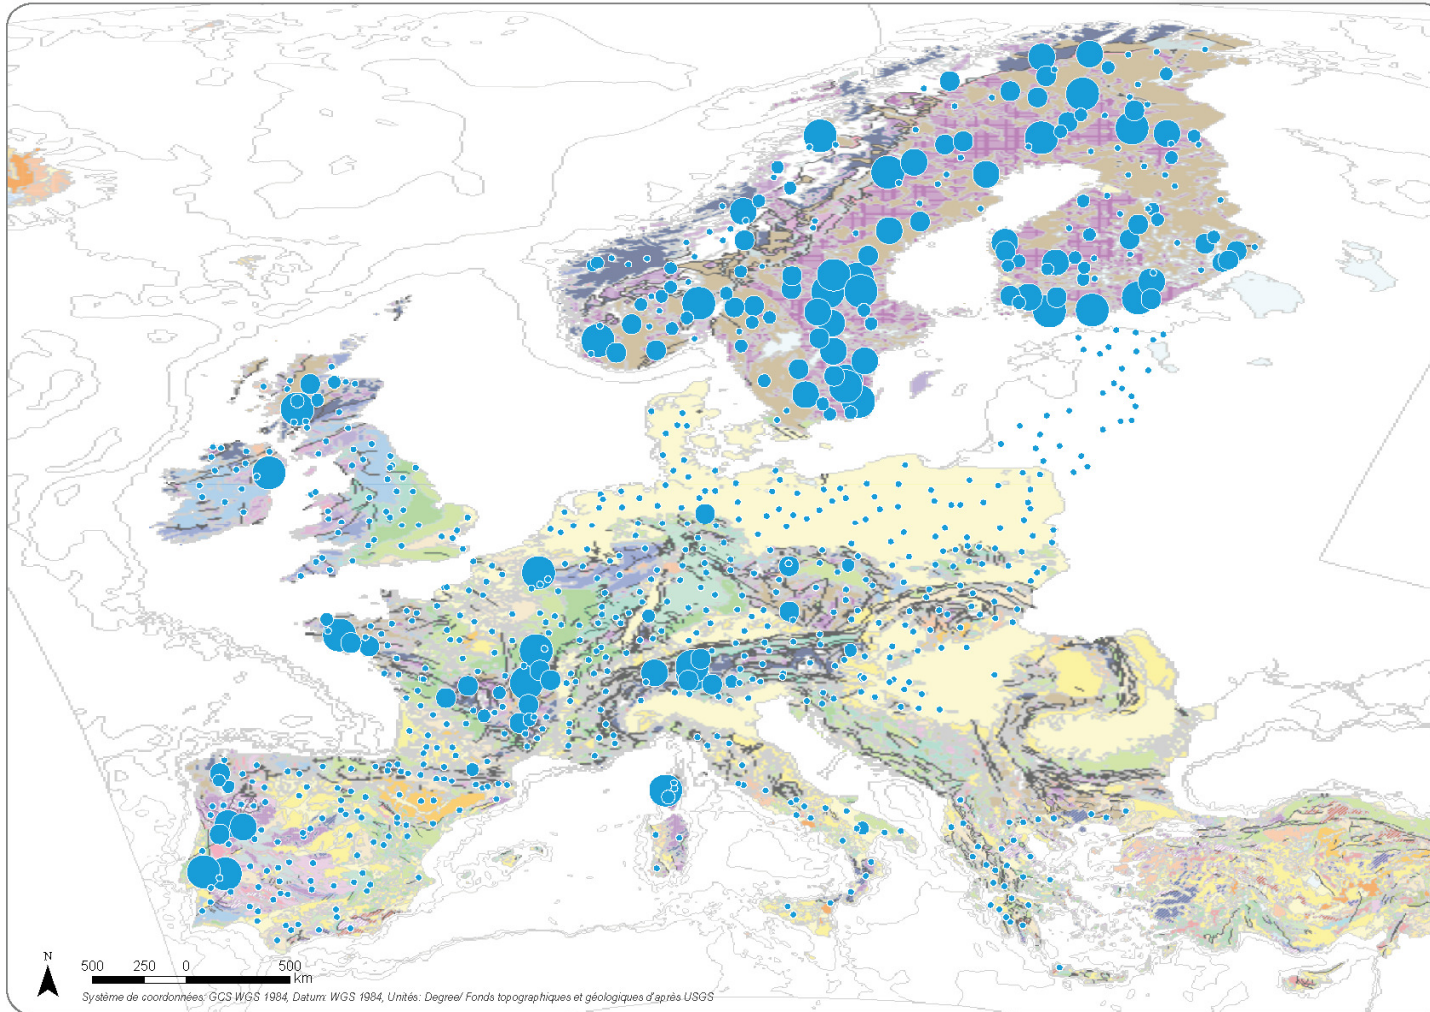 N
500 250 0 500
km
Système de coordonnées: GCS WGS 1984, Datum: WGS 1984, Unités: Degree/ Fonds topographiques et géologiques d'après USGS